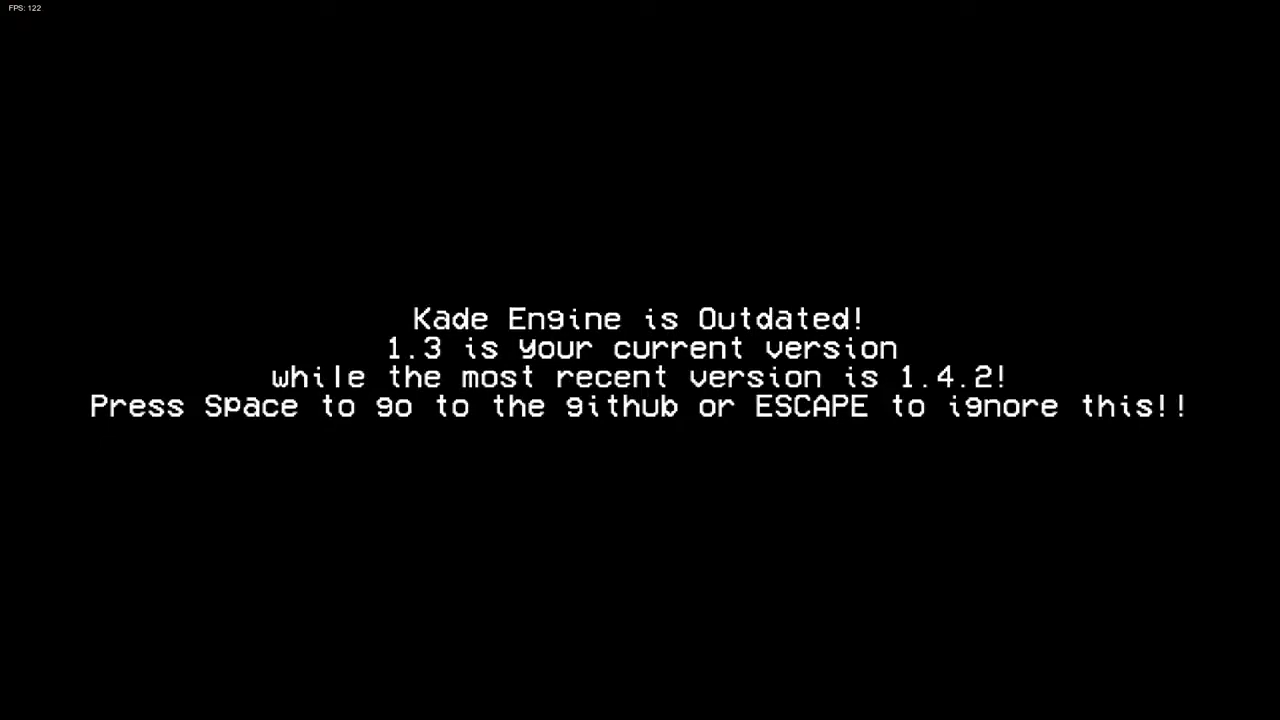 FPS: 122
Kade Engine is Outdated!
1.3 is your current version
while the most recent version is 1.4.2!
Press Space to go to the github or ESCAPE to ignore this!!